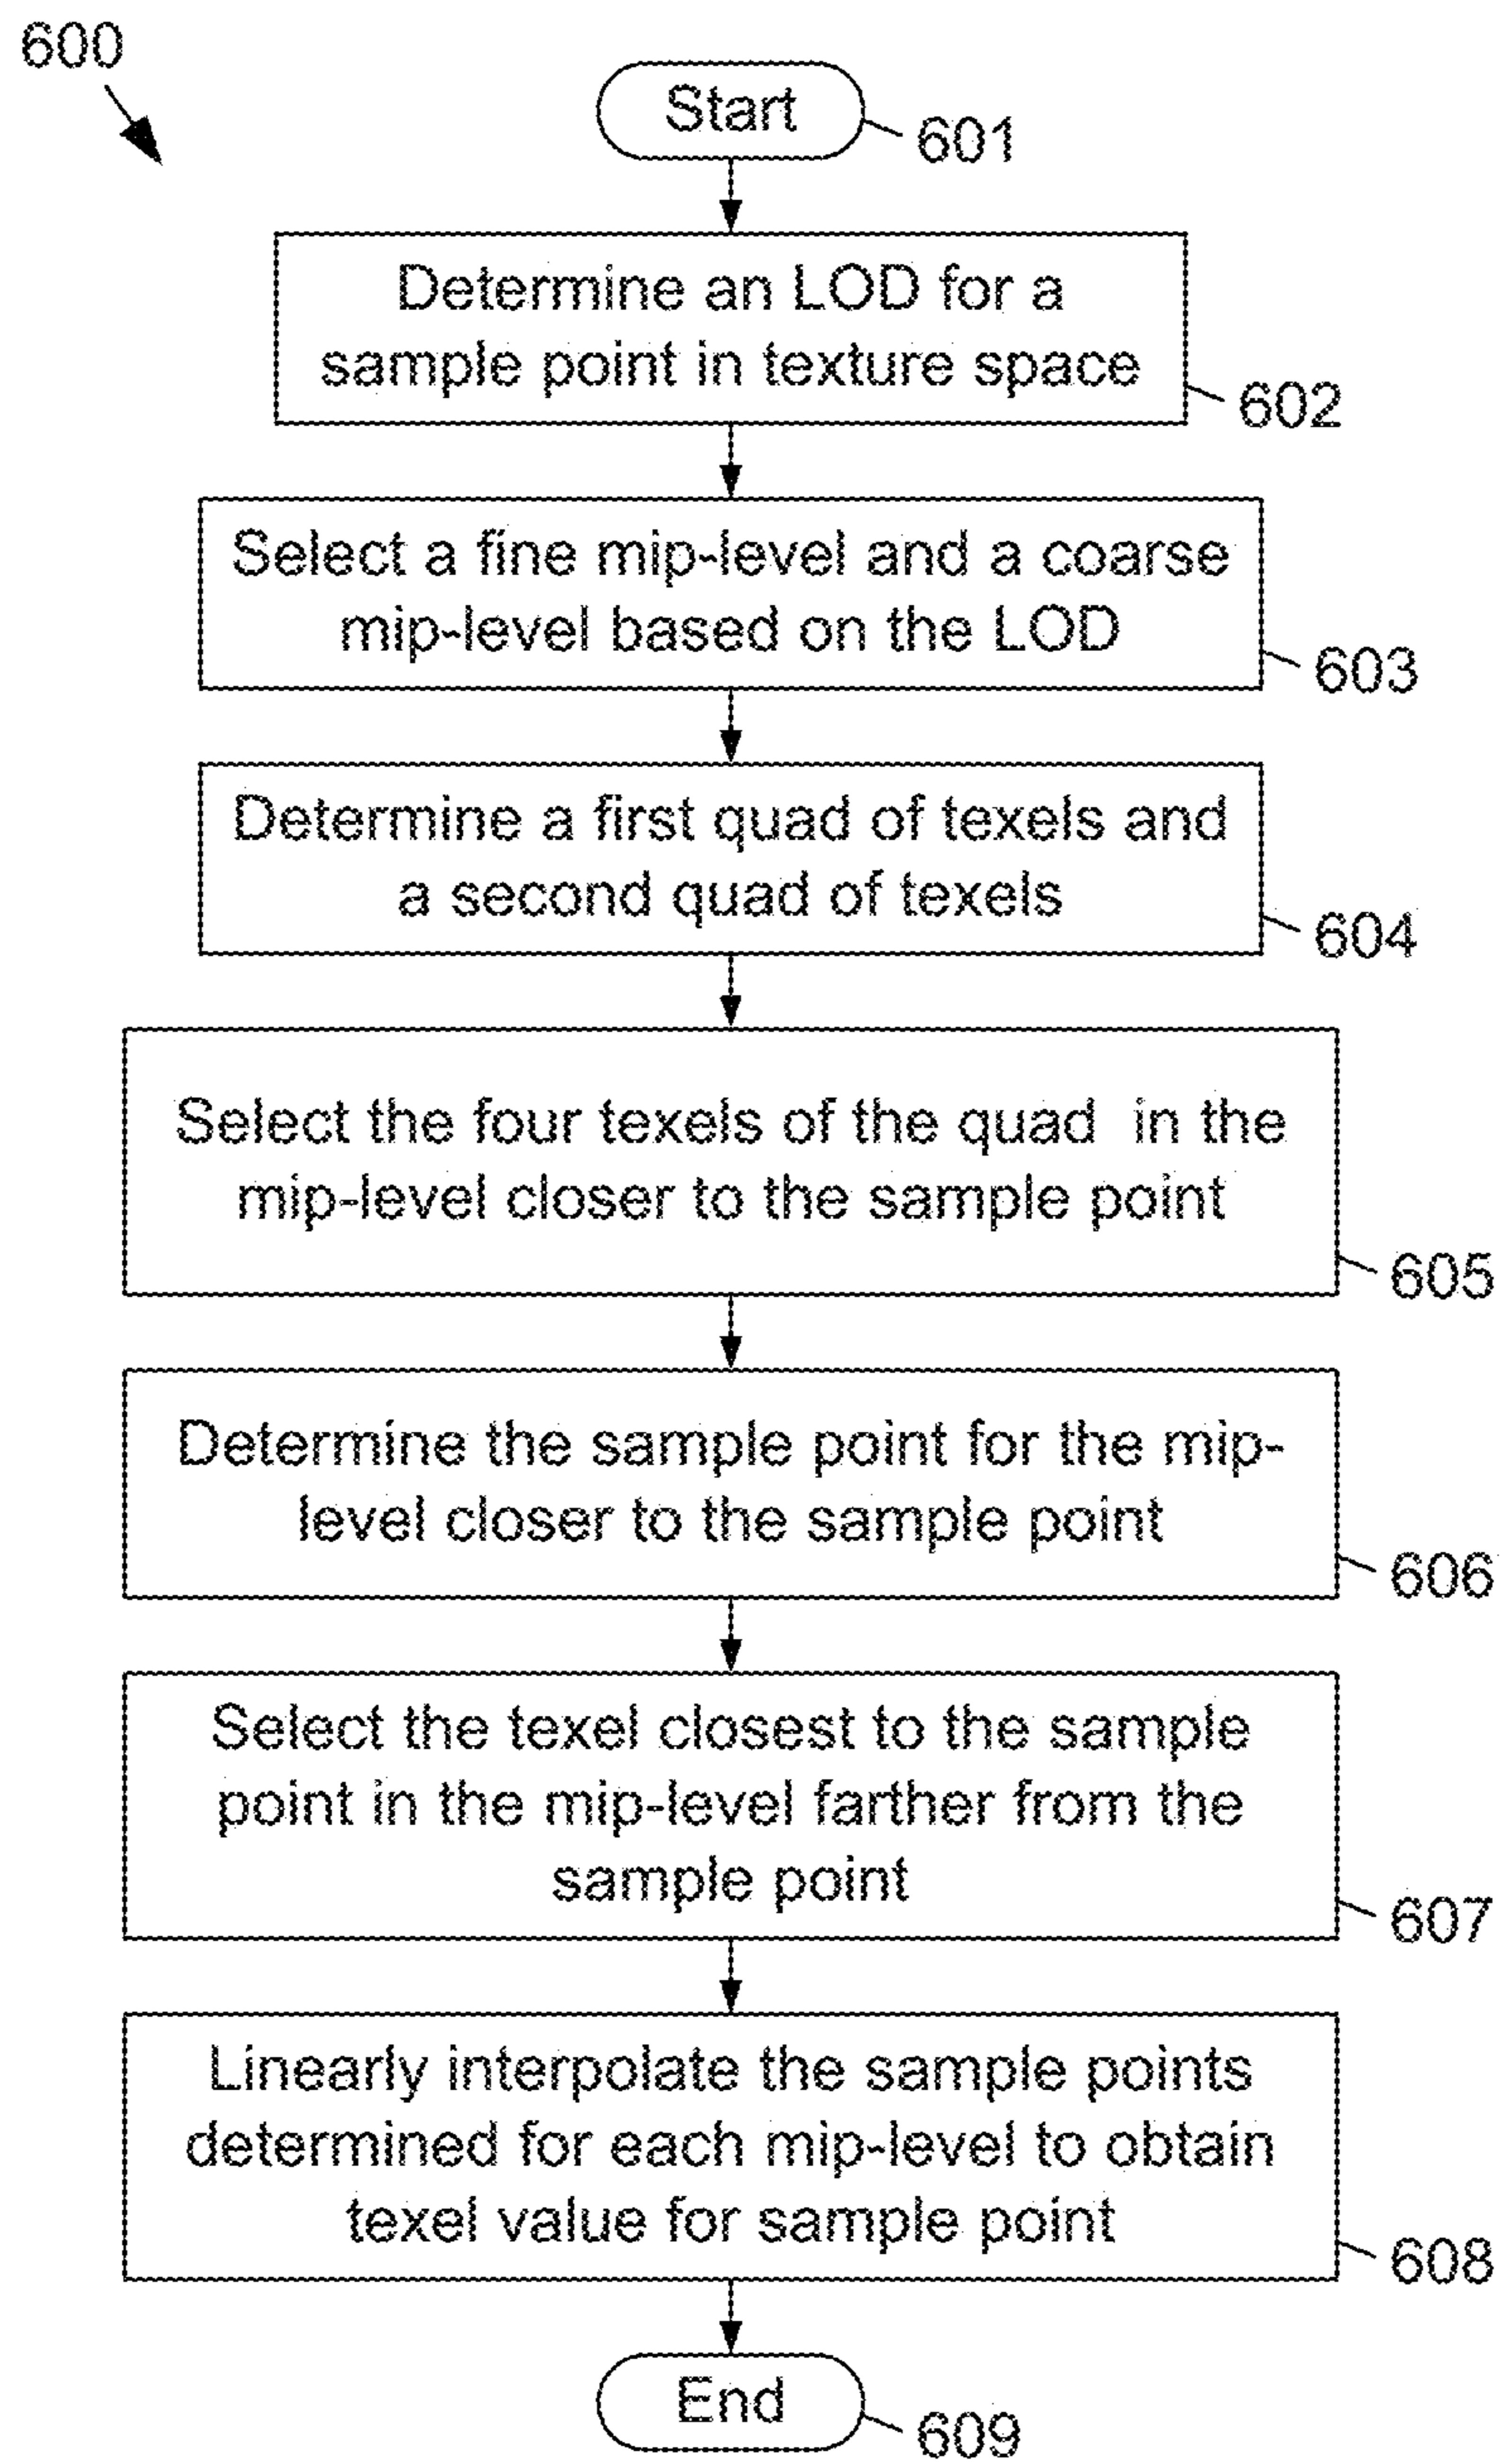 600
Start
601
Determine an LOD for a
sample point in texture space
602
Select a fine mip-level and a coarse
mip-level based on the LOD
603
Determine a first quad of texels and
a second quad of texels
604
Select the four texels of the quad in the
mip-level closer to the sample point
605
Determine the sample point for the mip-
level closer to the sample point
606
Select the texel closest to the sample
point in the mip-level farther from the
sample point
607
Linearly interpolate the sample points
determined for each mip-level to obtain
texel value for sample point
608
End
609